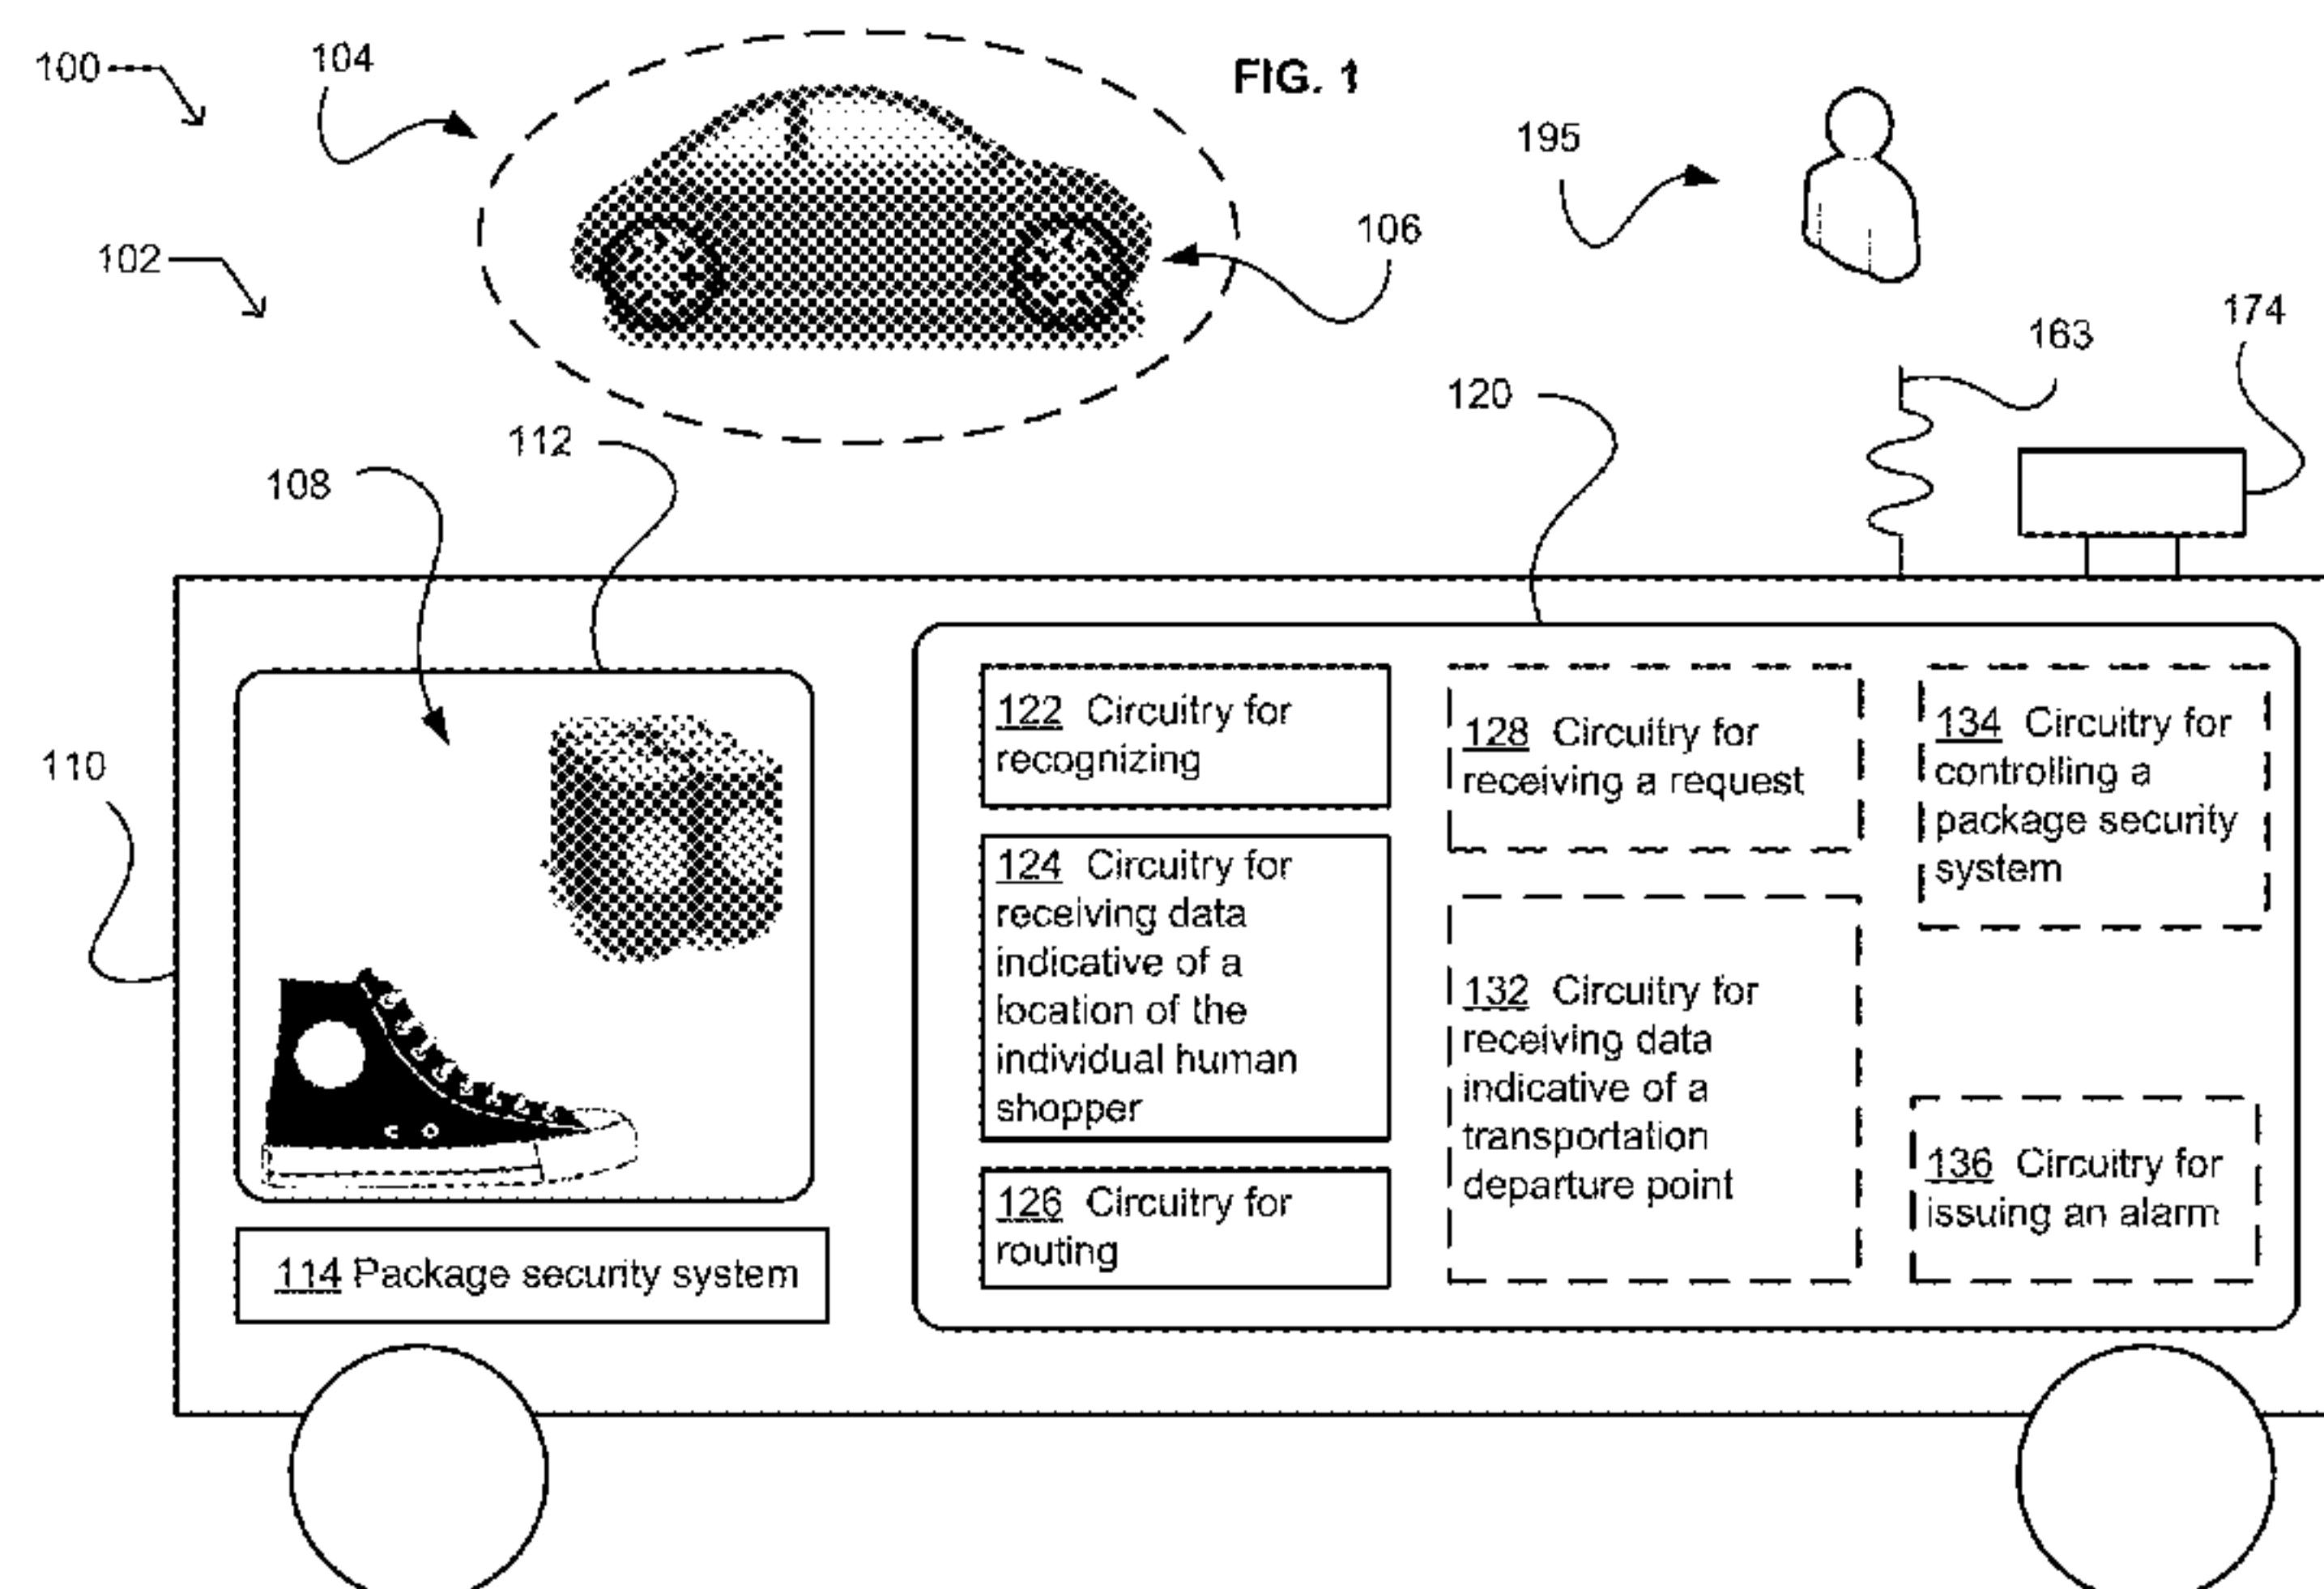 FIG. 1
100
104
195
106
102
174
163
120
112
108
110
122 Circuitry for
recognizing
124 Circuitry for
receiving data
indicative of a
location of the
individual human
shopper
126 Circuitry for
routing
128 Circuitry for
receiving a request
132 Circuitry for
receiving data
indicative of a
transportation
departure point
134 Circuitry for
controlling a
package security
system
136 Circuitry for
issuing an alarm
114 Package security system